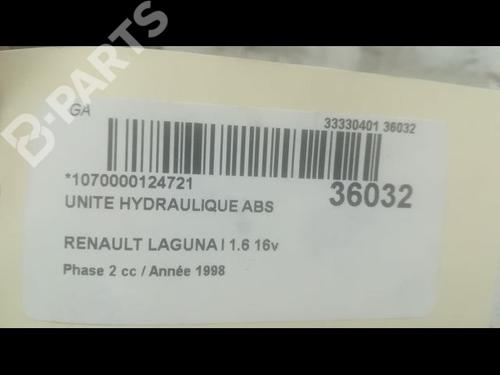 B-PARTS
GA
33330401 36032
*1070000124721
36032
UNITE HYDRAULIQUE ABS
RENAULT LAGUNA I 1.6 16v
Phase 2 cc / Année 1998